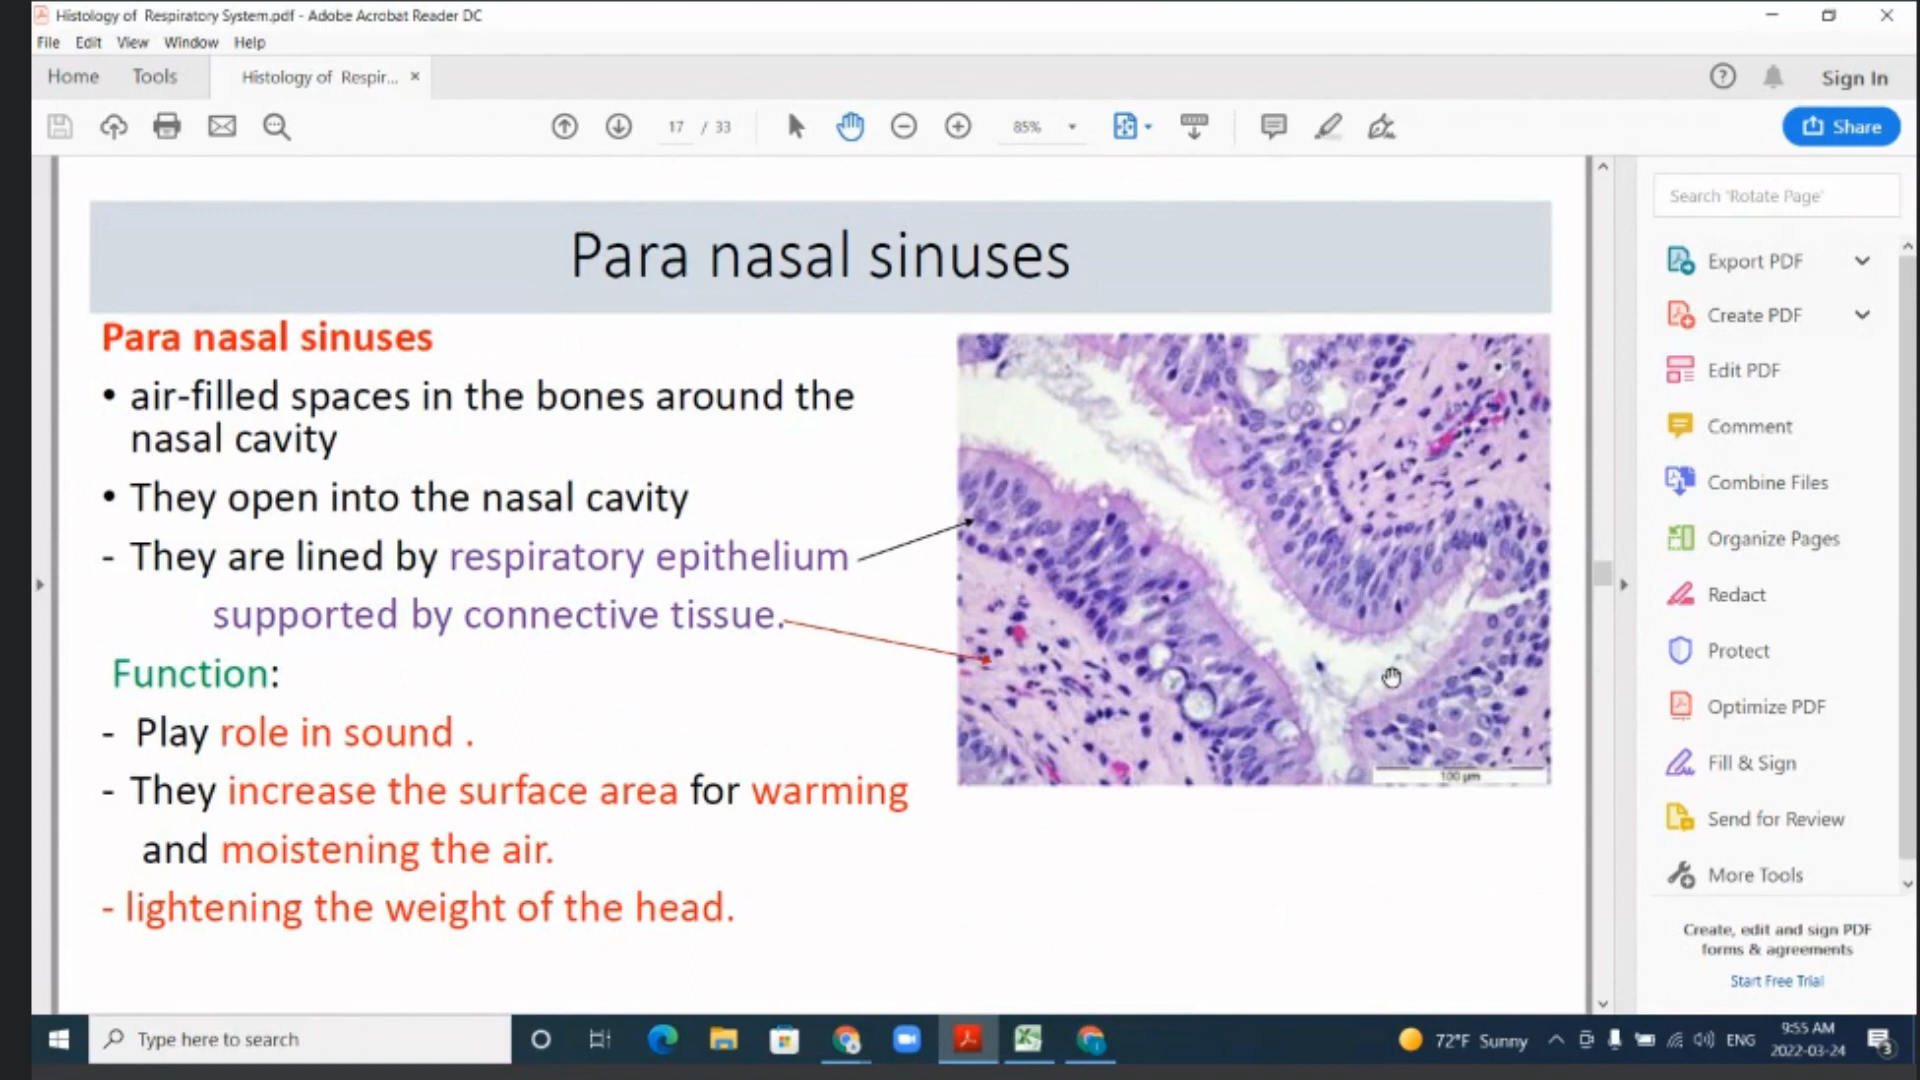 Histology of Respiratory System.pdf - Adobe Acrobat Reader DC
File Edit View Window Help
Home Tools Histology of Respir... ×
? Sign In
17 / 33
85%
Share
Para nasal sinuses
Para nasal sinuses
• air-filled spaces in the bones around the
nasal cavity
• They open into the nasal cavity
- They are lined by respiratory epithelium
supported by connective tissue.
Function:
- Play role in sound .
- They increase the surface area for warming
and moistening the air.
- lightening the weight of the head.
100 µm
Search 'Rotate Page'
Export PDF
Create PDF
Edit PDF
Comment
Combine Files
Organize Pages
Redact
Protect
Optimize PDF
Fill & Sign
Send for Review
More Tools
Create, edit and sign PDF
forms & agreements
Start Free Trial
Type here to search
72°F Sunny
ENG
9:55 AM
2022-03-24
3